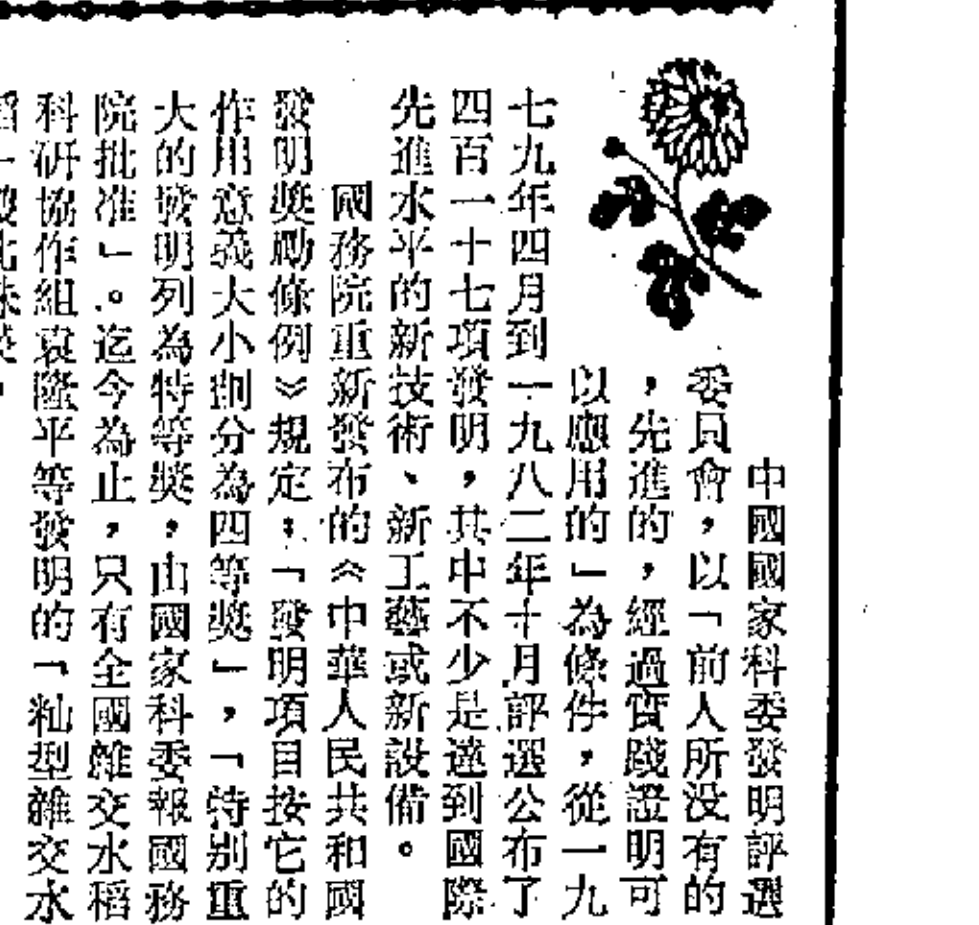 中國國家科委發明評選
委員會，以「前人所没有的
，先進的，經過實踐證明可
以應用的」為條件，從一九
七九年四月到一九八二年十月評選公布了
四百一十七項發明，其中不少是達到國際
先進水平的新技術、新工藝或新設備。
國務院重新發布的《中華人民共和國
發明奬勵條例》規定：「發明項目按它的
作用意義大小劃分為四等奬」，「特别重
大的發明列為特等奬，由國家科委報國務
院批准」。迄今為止，只有全國雜交水稻
科研協作組袁隆平等發明的「籼型雜交水
稻